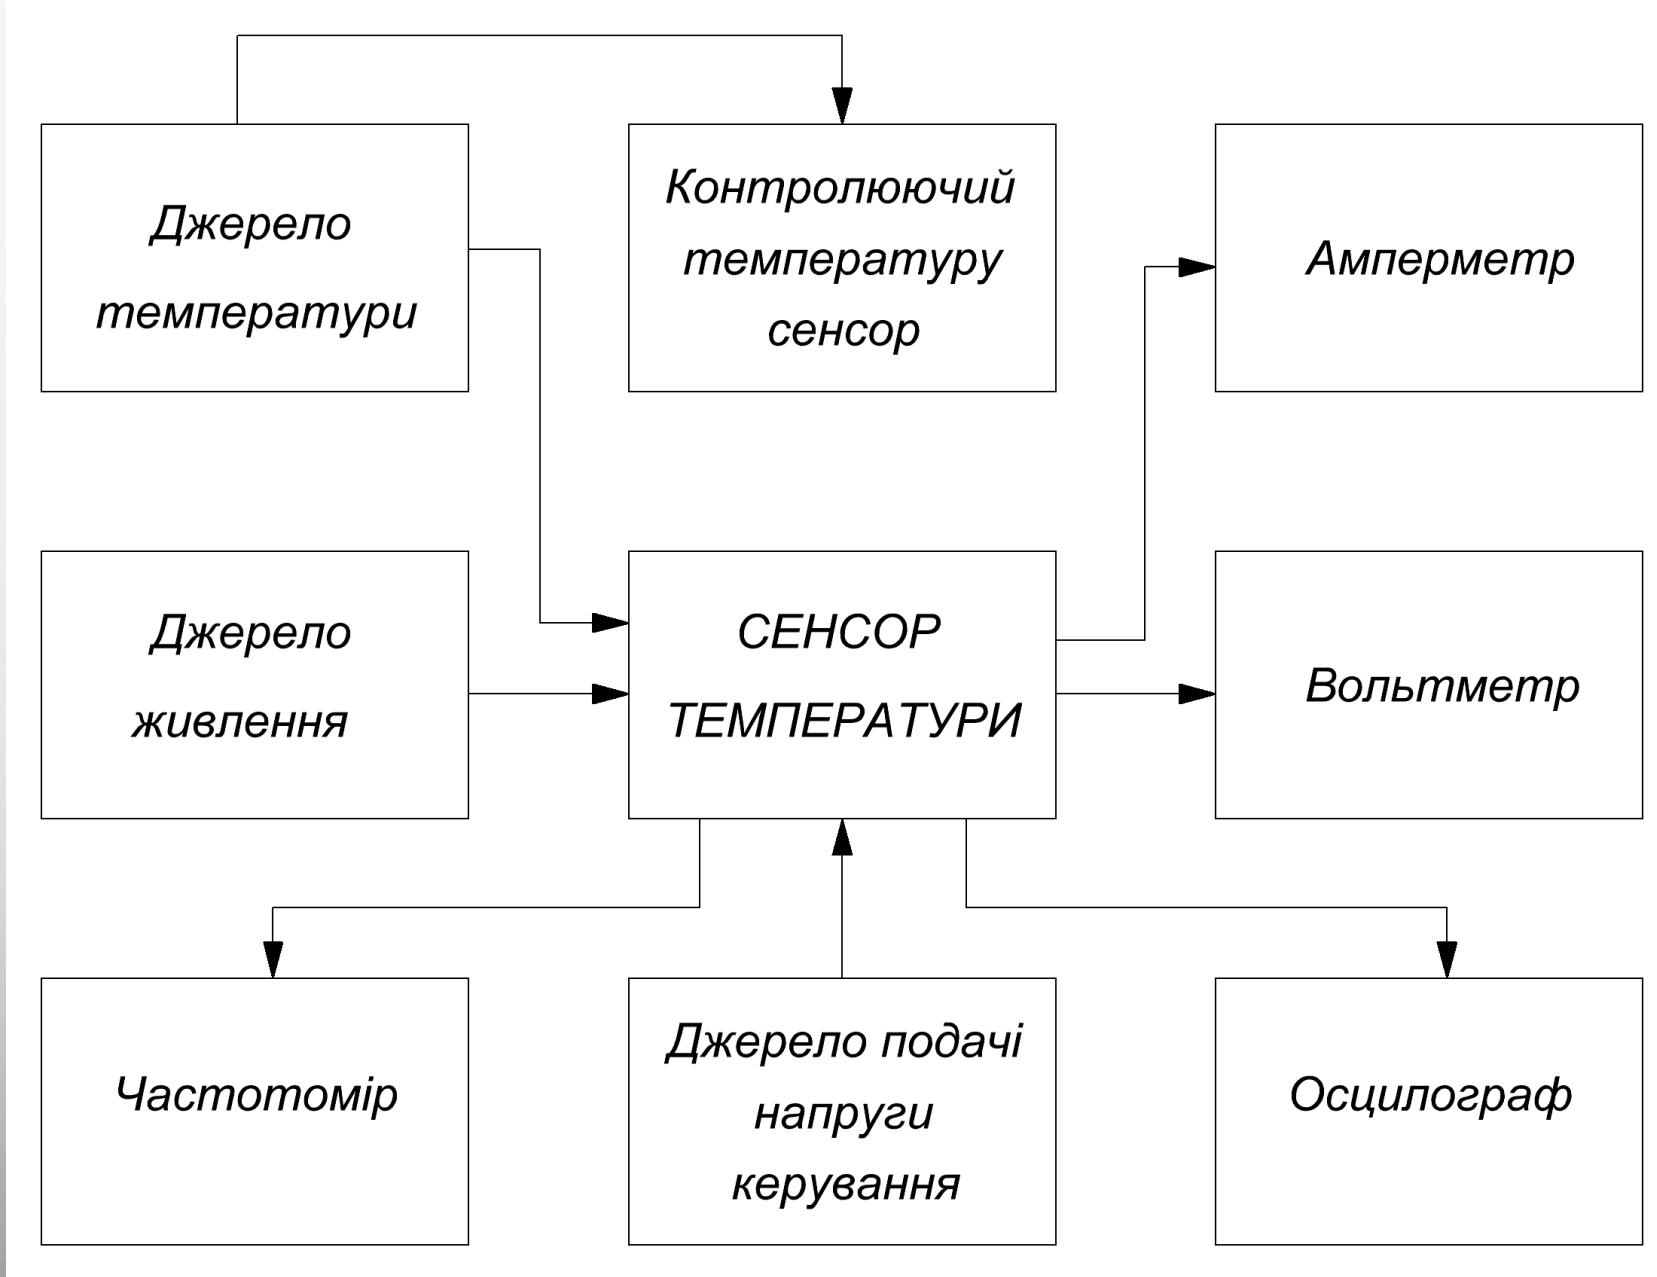 Джерело
температури
Контролюючий
температуру
сенсор
Амперметр
Джерело
живлення
СЕНСОР
ТЕМПЕРАТУРИ
Вольтметр
Частотомір
Джерело подачі
напруги
керування
Осцилограф